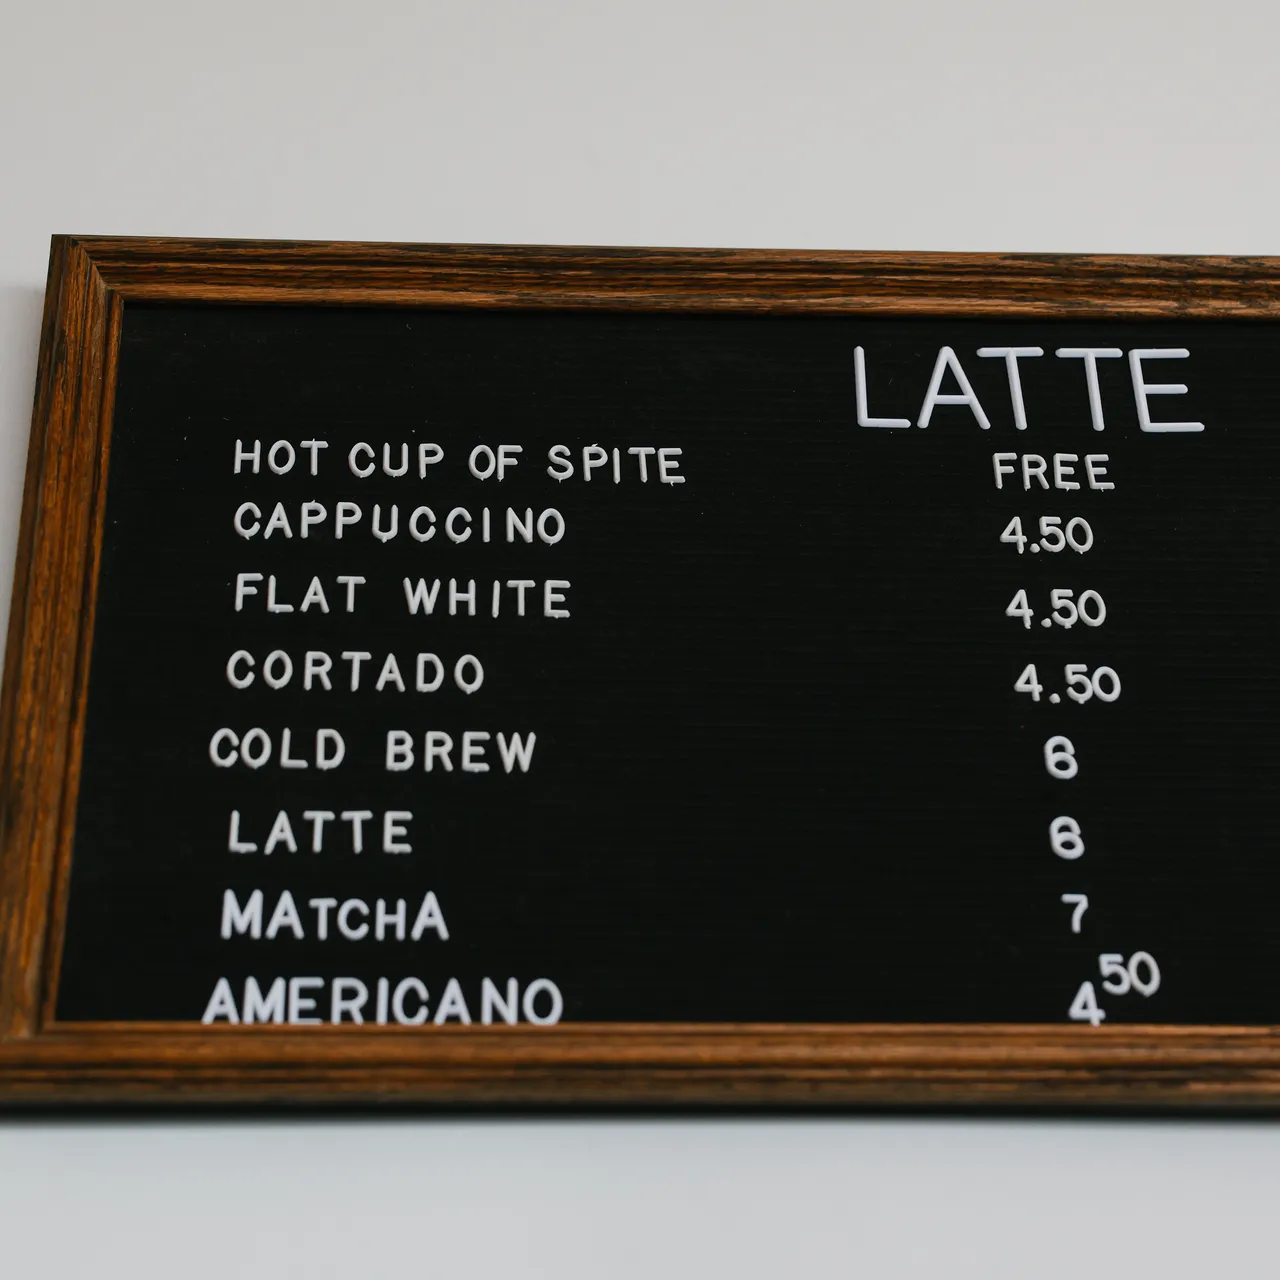 LATTE
HOT CUP OF SPITE FREE
CAPPUCCINO 4.50
FLAT WHITE 4.50
CORTADO 4.50
COLD BREW 6
LATTE 6
MATCHA 7
AMERICANO 4 50